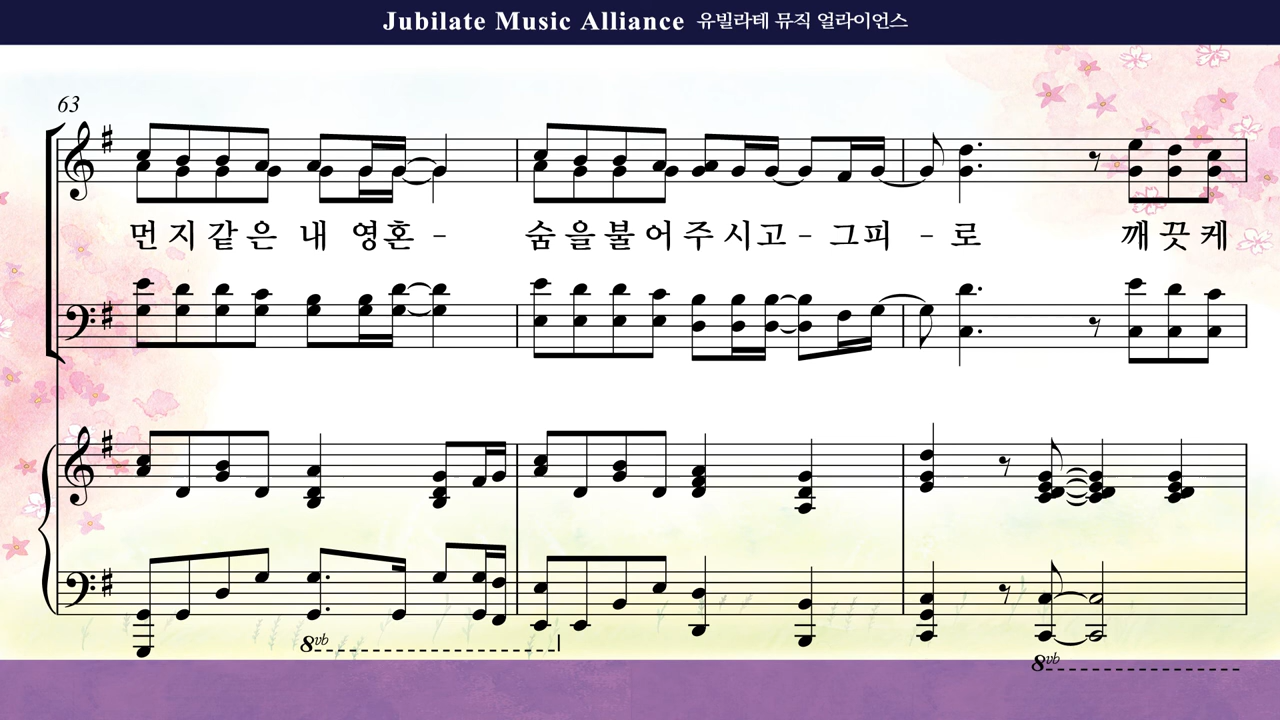 Jubilate Music Alliance 유빌라테 뮤직 얼라이언스
63
먼 지 같 은 내 영혼 - 숨 을 불 어 주 시고 - 그피 - 로 깨 끗 케
8vb
8vb